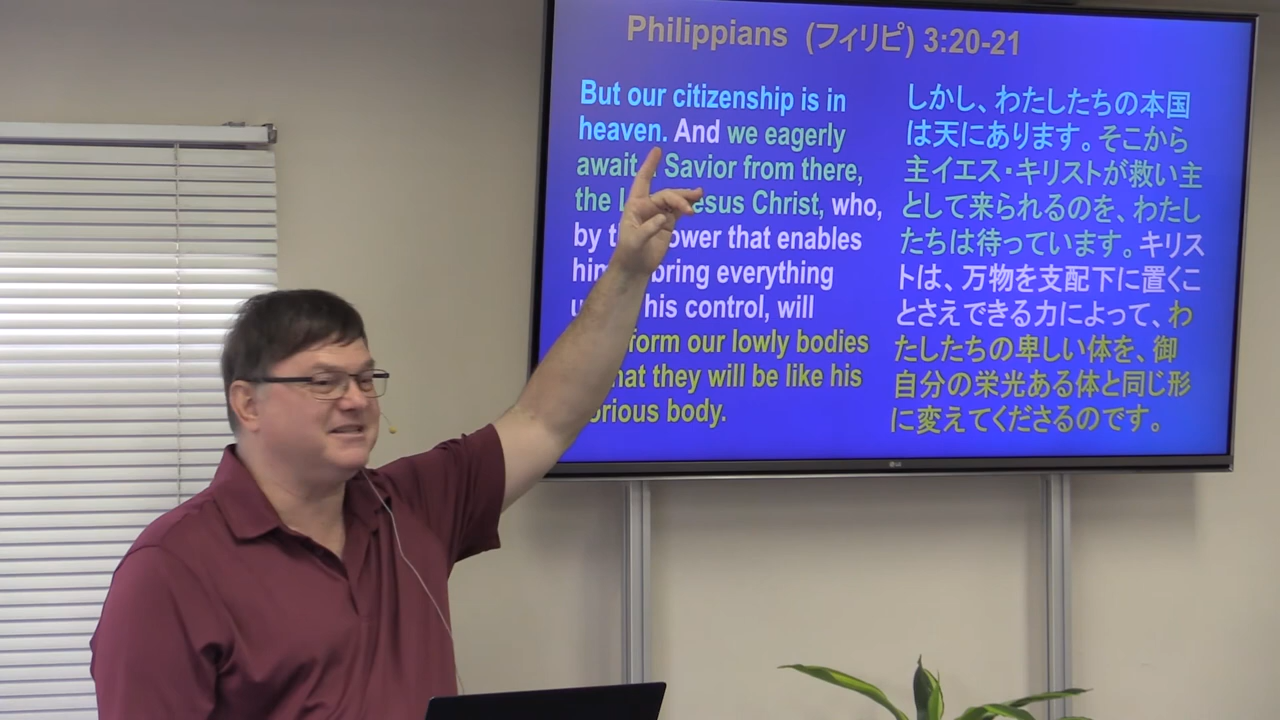 Philippians (フィリピ) 3:20-21
But our citizenship is in
heaven. And we eagerly
await Savior from there,
the Jesus Christ, who,
by power that enables
bring everything
his control, will
our lowly bodies
they will be like his
body.
しかし、わたしたちの本国
は天にあります。そこから
主イエス・キリストが救い主
として来られるのを、わたし
たちは待っています。キリス
トは、万物を支配下に置くこ
とさえできる力によって、わ
たしたちの卑しい体を、御
自分の栄光ある体と同じ形
に変えてくださるのです。
LG